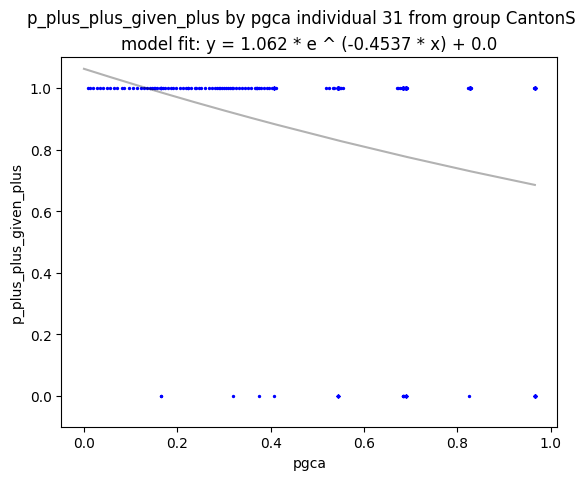 p_plus_plus_given_plus by pgca individual 31 from group CantonS
model fit: y = 1.062 * e ^ (-0.4537 * x) + 0.0
p_plus_plus_given_plus
1.0
0.8
0.6
0.4
0.2
0.0
0.0 0.2 0.4 0.6 0.8 1.0
pgca